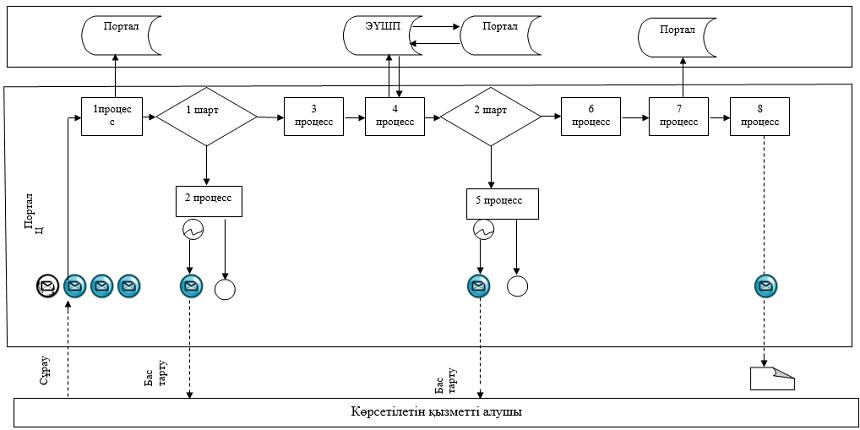 Портал
ЭҮШП
Портал
Портал
1процес
с
1 шарт
3
процесс
4
процесс
2 шарт
6
процесс
7
процесс
8
процесс
2 процесс
5 процесс
Портал
Ц
Сұрау
Бас
тарту
Бас
тарту
Көрсетілетін қызметті алушы